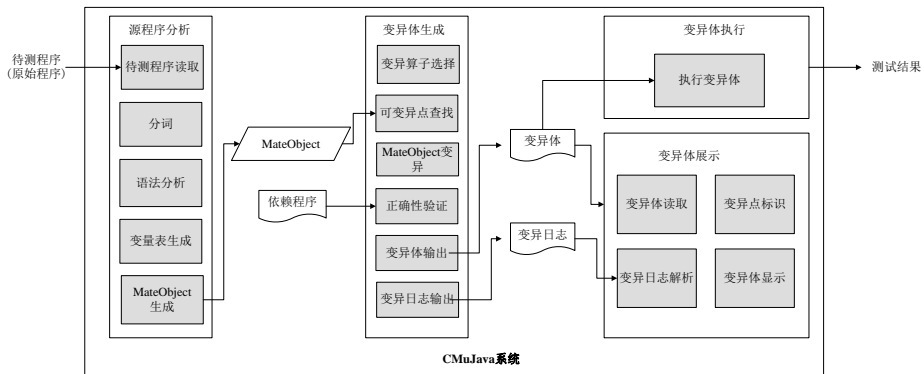 待测程序
(原始程序)
源程序分析
待测程序读取
分词
语法分析
变量表生成
MateObject
生成
MateObject
依赖程序
变异体生成
变异算子选择
可变异点查找
MateObject变
异
正确性验证
变异体输出
变异日志输出
变异体
变异日志
变异体执行
执行变异体
变异体展示
变异体读取
变异点标识
变异日志解析
变异体显示
测试结果
CMuJava系统